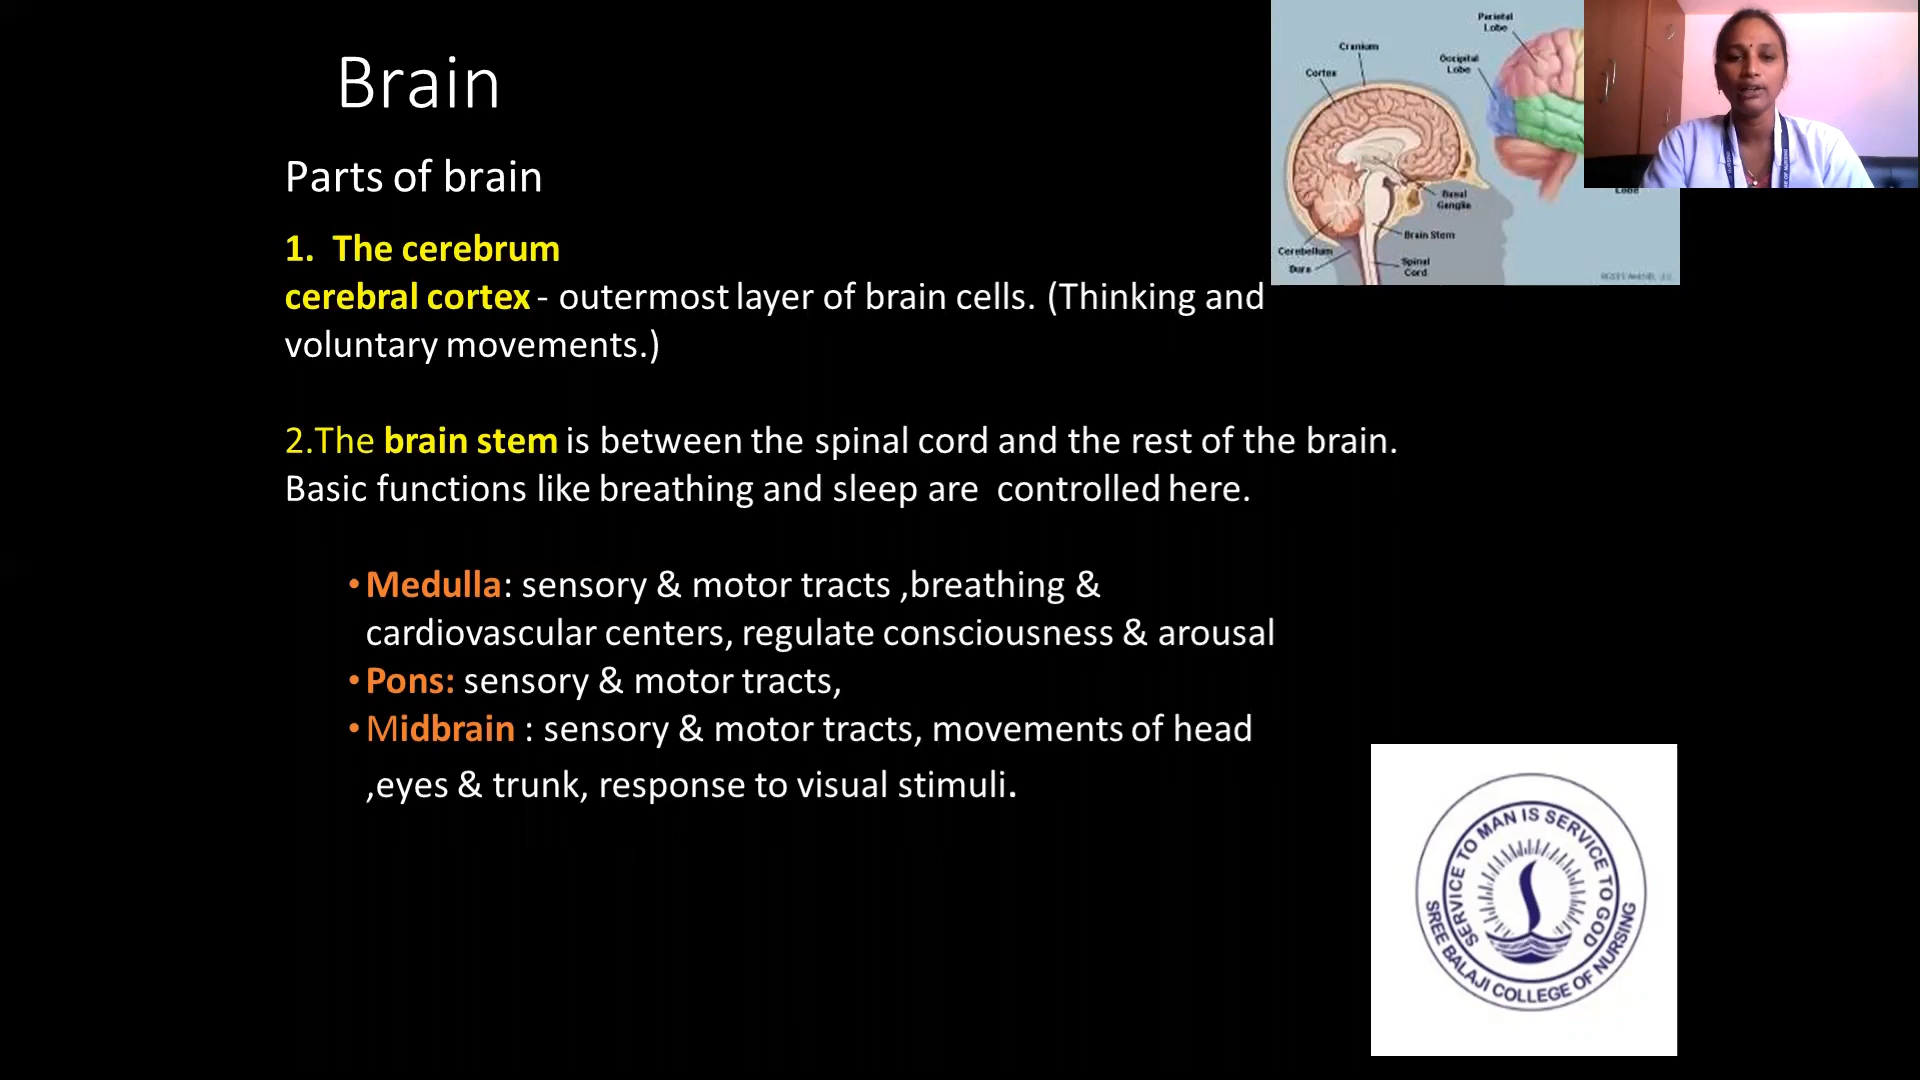 Brain
Parts of brain
1. The cerebrum
cerebral cortex - outermost layer of brain cells. (Thinking and
voluntary movements.)
2.The brain stem is between the spinal cord and the rest of the brain.
Basic functions like breathing and sleep are controlled here.
•Medulla: sensory & motor tracts ,breathing &
cardiovascular centers, regulate consciousness & arousal
•Pons: sensory & motor tracts,
•Midbrain : sensory & motor tracts, movements of head
,eyes & trunk, response to visual stimuli.
Parietal
Lobe
Cranium
Occipital
Lobe
Cortex
Basal
Ganglia
Brain Stem
Cerebellum
Spinal
Cord
Dura
Lobe
SERVICE TO MAN IS SERVICE TO GOD
SREE BALAJI COLLEGE OF NURSING